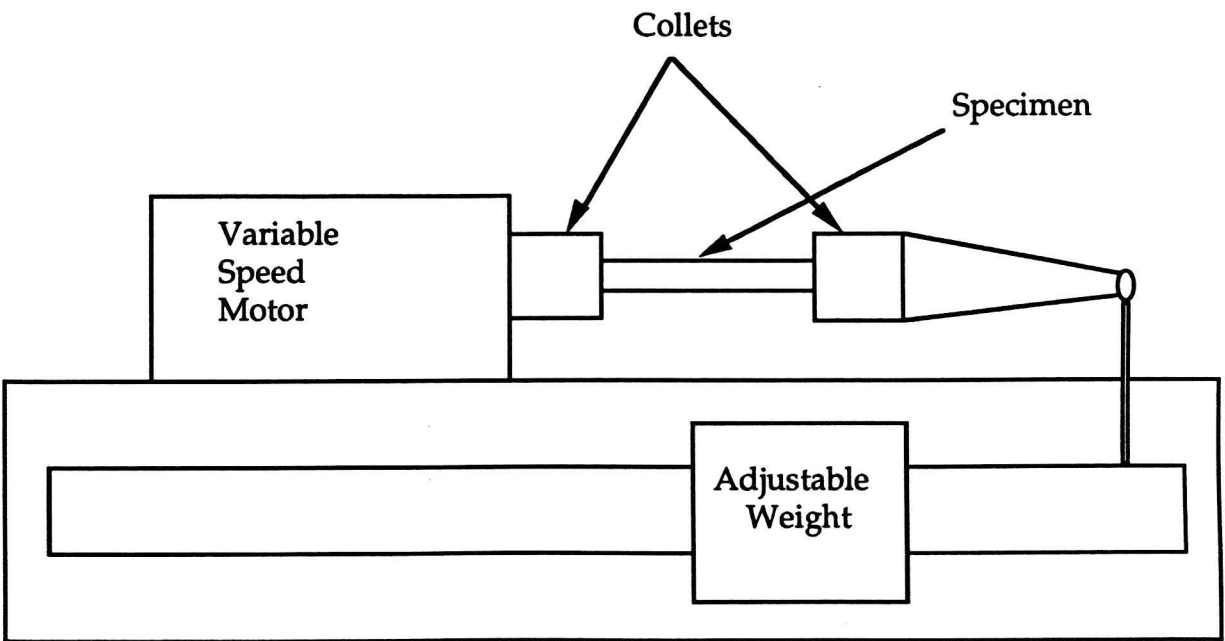 Collets
Specimen
Variable
Speed
Motor
Adjustable
Weight